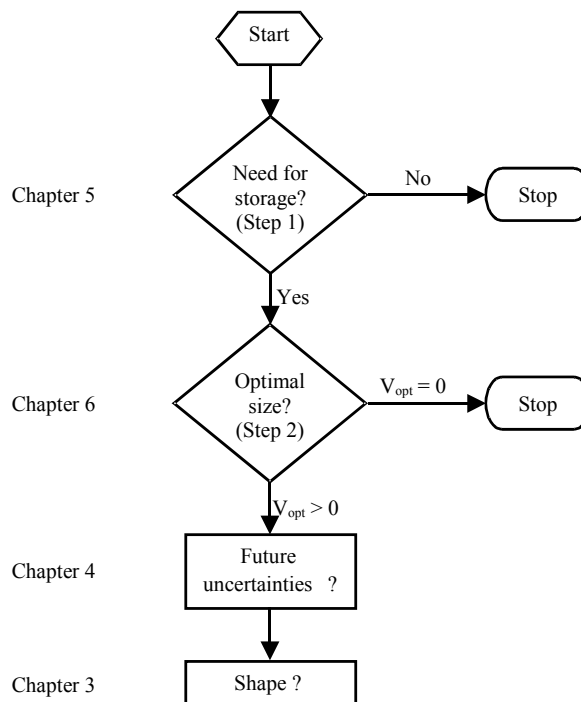 Start
Need for
storage?
(Step 1)
Chapter 5
No
Stop
Yes
Optimal
size?
(Step 2)
Chapter 6
V_opt = 0
Stop
V_opt > 0
Future
uncertainties ?
Chapter 4
Shape ?
Chapter 3